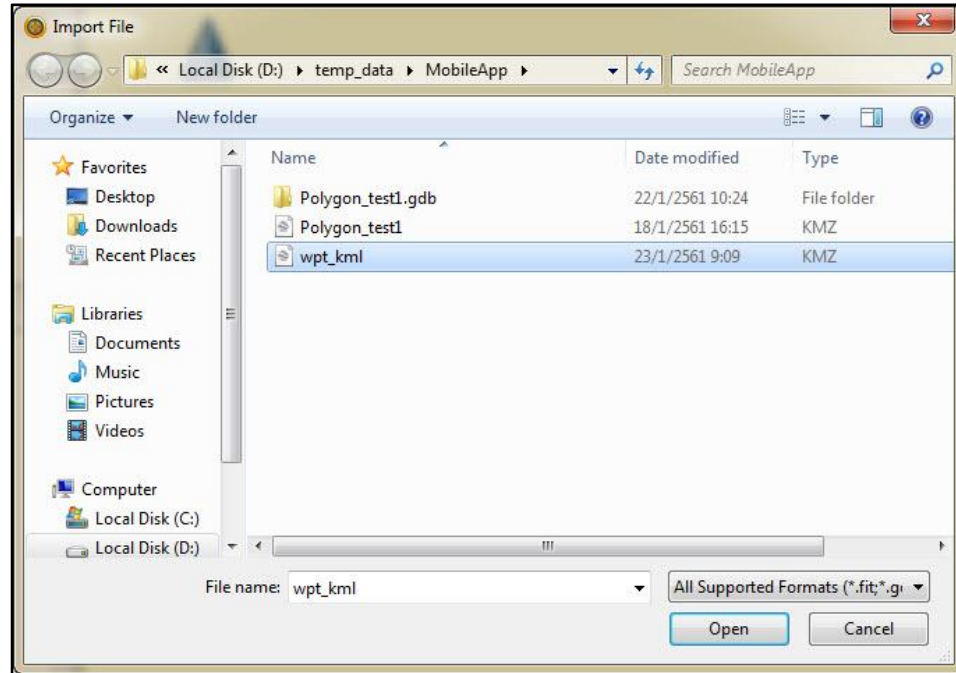 Import File
« Local Disk (D:) ▸ temp_data ▸ MobileApp ▸
Search MobileApp
Organize ▾ New folder
Name Date modified Type
Favorites
Desktop
Downloads
Recent Places
Libraries
Documents
Music
Pictures
Videos
Computer
Local Disk (C:)
Local Disk (D:)
Polygon_test1.gdb 22/1/2561 10:24 File folder
Polygon_test1 18/1/2561 16:15 KMZ
wpt_kml 23/1/2561 9:09 KMZ
File name: wpt_kml
All Supported Formats (*.fit;*.g
Open Cancel